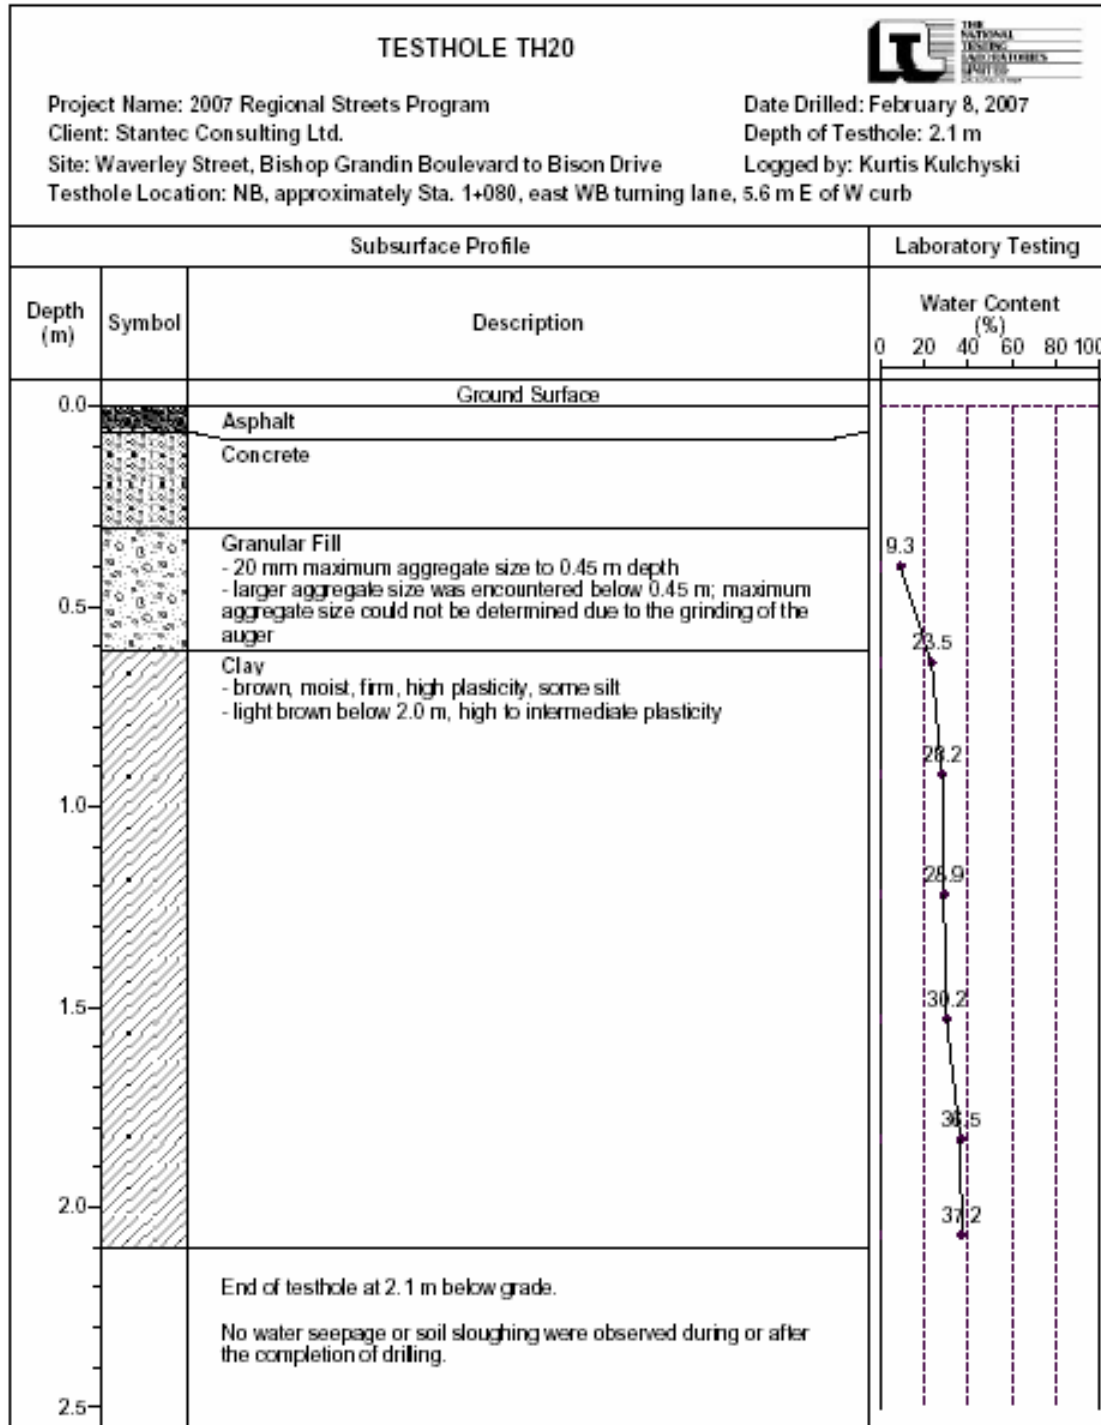 TESTHOLE TH20
THE
NATIONAL
TESTING
LABORATORIES
LIMITED
Project Name: 2007 Regional Streets Program
Date Drilled: February 8, 2007
Client: Stantec Consulting Ltd.
Depth of Testhole: 2.1 m
Site: Waverley Street, Bishop Grandin Boulevard to Bison Drive
Logged by: Kurtis Kulchyski
Testhole Location: NB, approximately Sta. 1+080, east WB turning lane, 5.6 m E of W curb
Subsurface Profile
Laboratory Testing
Depth
(m)
Symbol
Description
Water Content
(%)
0 20 40 60 80 100
Ground Surface
0.0
Asphalt
Concrete
Granular Fill
- 20 mm maximum aggregate size to 0.45 m depth
- larger aggregate size was encountered below 0.45 m; maximum
aggregate size could not be determined due to the grinding of the
auger
9.3
0.5
Clay
- brown, moist, firm, high plasticity, some silt
- light brown below 2.0 m, high to intermediate plasticity
23.5
28.2
1.0
28.9
1.5
30.2
36.5
2.0
37.2
End of testhole at 2.1 m below grade.
No water seepage or soil sloughing were observed during or after
the completion of drilling.
2.5